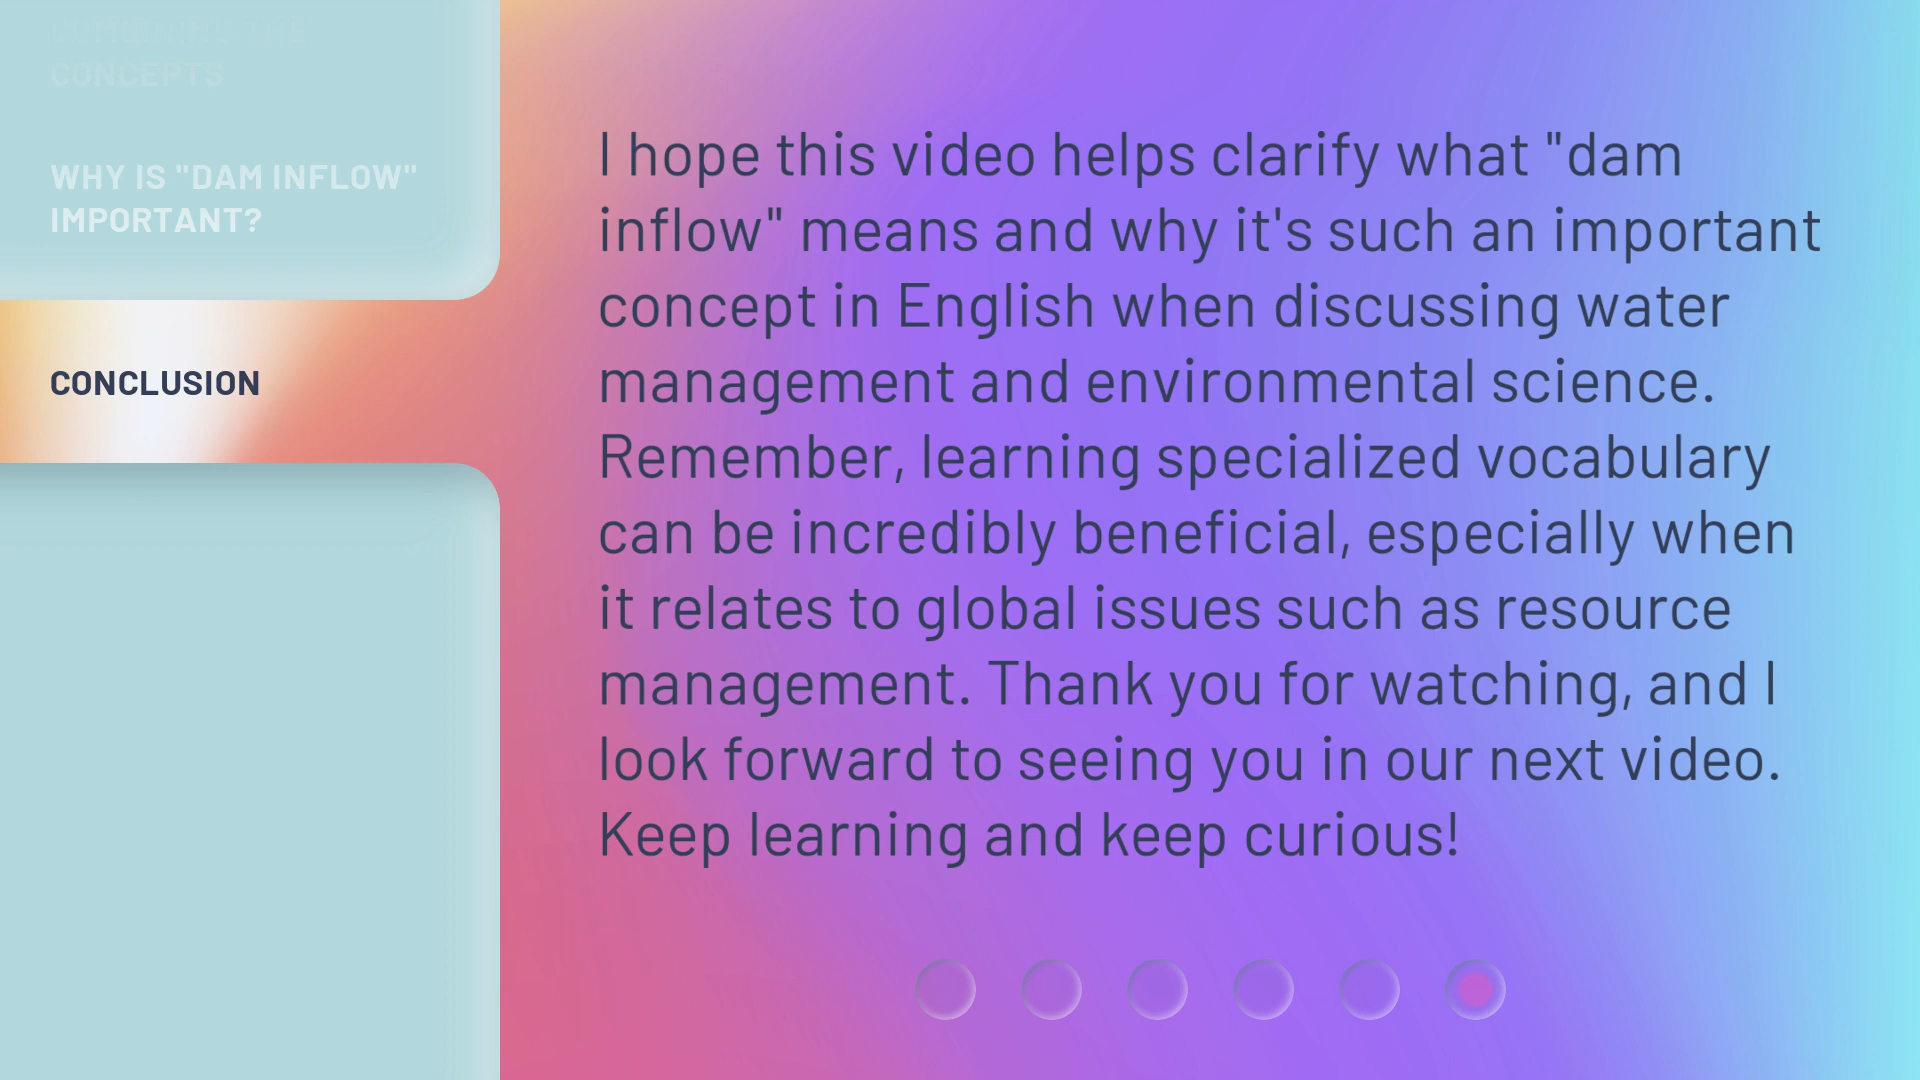 CONCEPTS
WHY IS "DAM INFLOW"
IMPORTANT?
CONCLUSION
I hope this video helps clarify what "dam
inflow" means and why it's such an important
concept in English when discussing water
management and environmental science.
Remember, learning specialized vocabulary
can be incredibly beneficial, especially when
it relates to global issues such as resource
management. Thank you for watching, and I
look forward to seeing you in our next video.
Keep learning and keep curious!